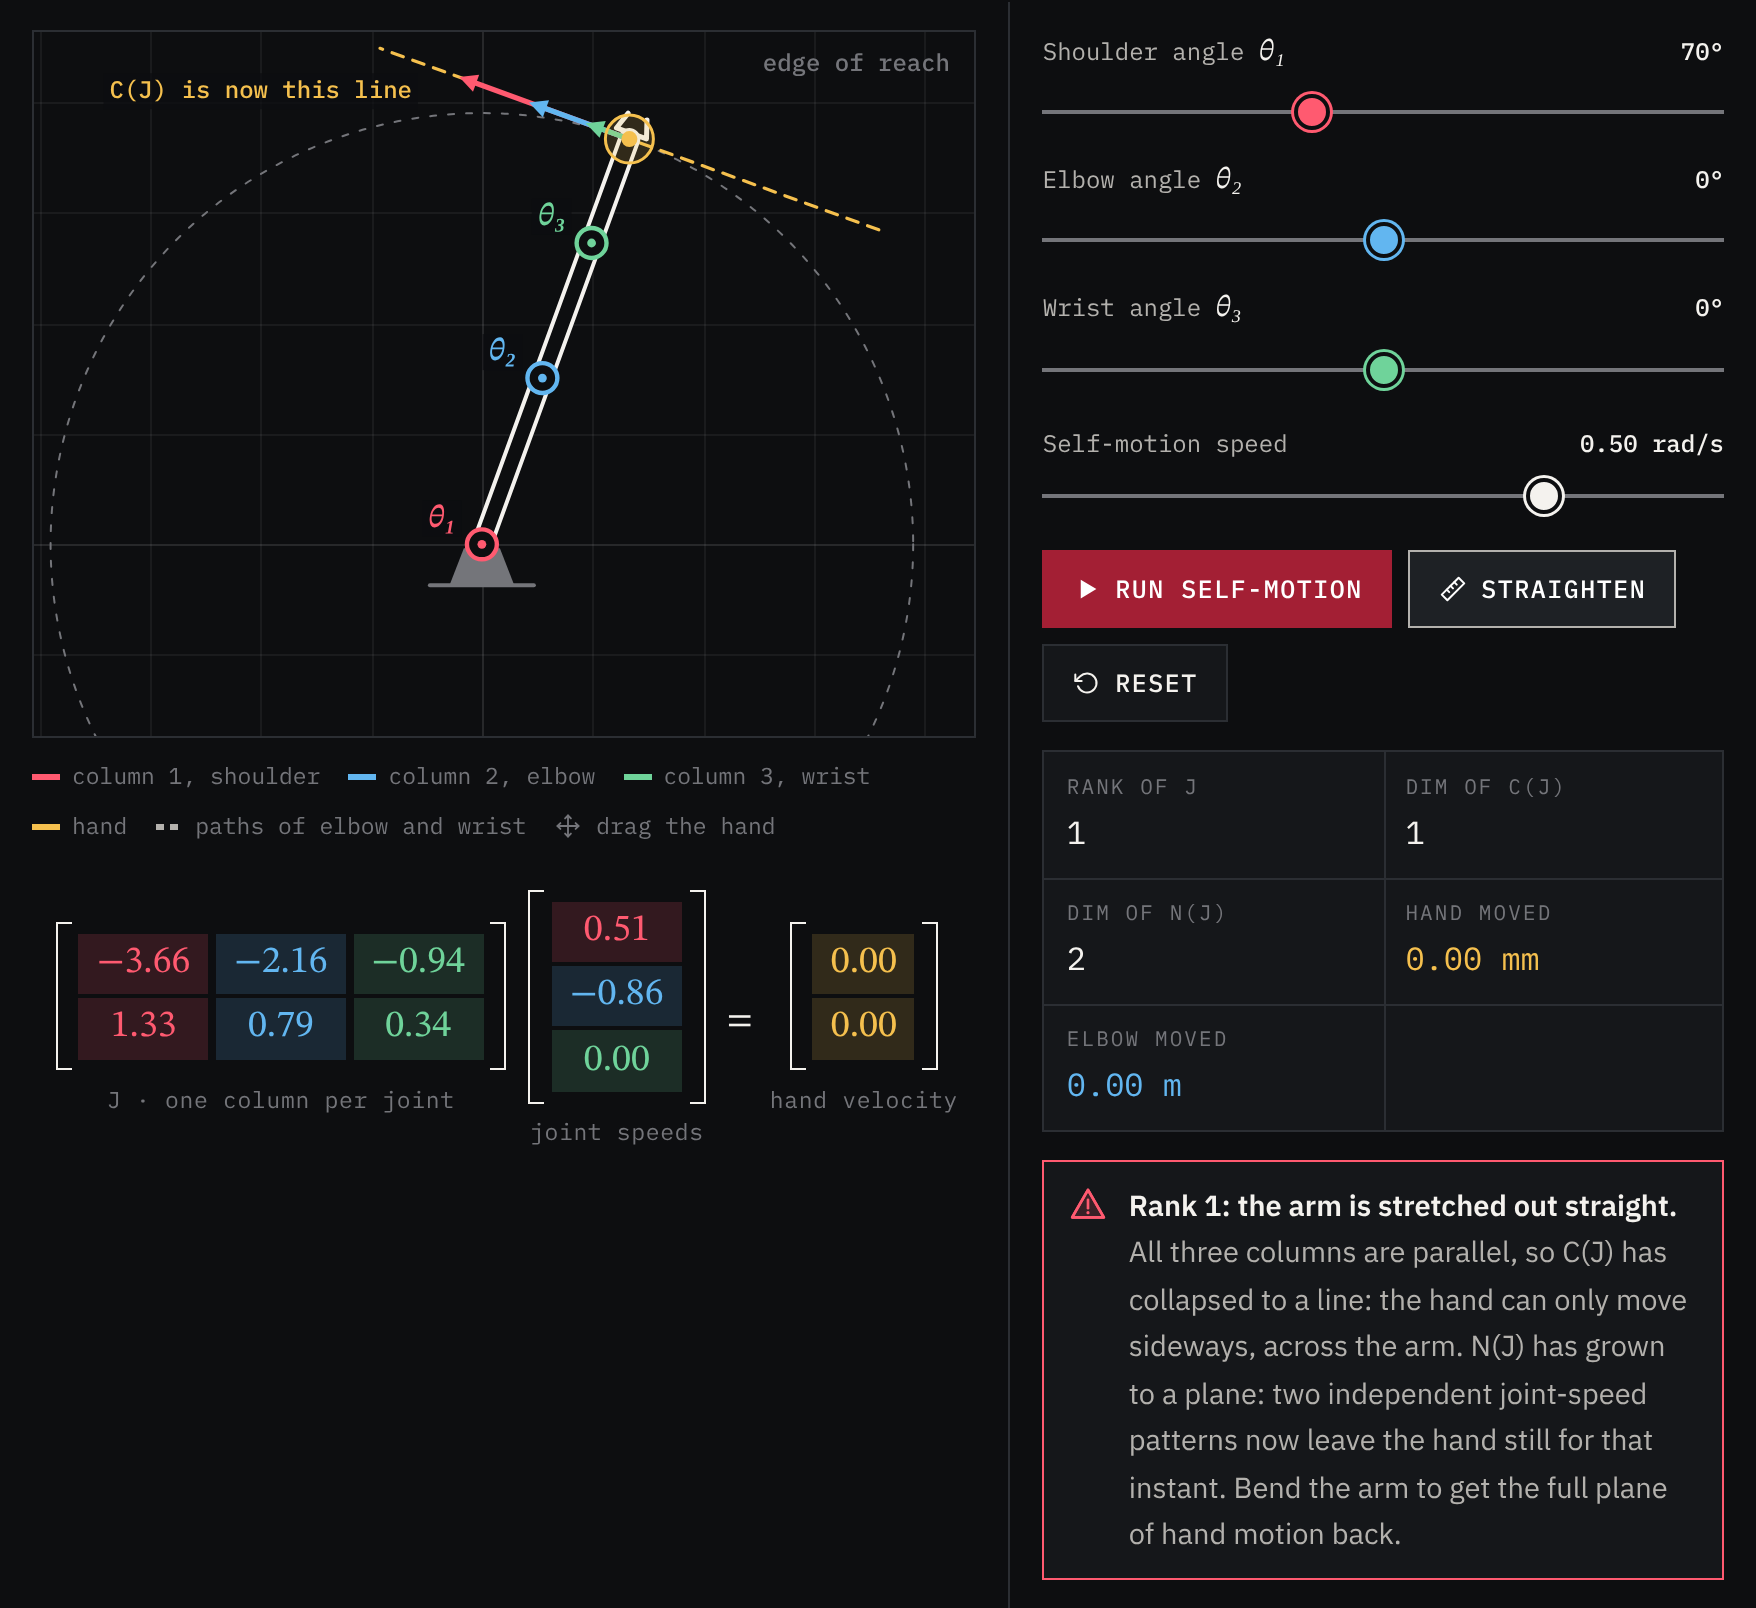 edge of reach
C(J) is now this line
θ3
θ2
θ1
column 1, shoulder
column 2, elbow
column 3, wrist
hand
paths of elbow and wrist
drag the hand
−3.66 −2.16 −0.94
1.33 0.79 0.34
J · one column per joint
0.51
−0.86
0.00
joint speeds
=
0.00
0.00
hand velocity
Shoulder angle θ1 70°
Elbow angle θ2 0°
Wrist angle θ3 0°
Self-motion speed 0.50 rad/s
RUN SELF-MOTION
STRAIGHTEN
RESET
RANK OF J
1
DIM OF C(J)
1
DIM OF N(J)
2
HAND MOVED
0.00 mm
ELBOW MOVED
0.00 m
Rank 1: the arm is stretched out straight.
All three columns are parallel, so C(J) has
collapsed to a line: the hand can only move
sideways, across the arm. N(J) has grown
to a plane: two independent joint-speed
patterns now leave the hand still for that
instant. Bend the arm to get the full plane
of hand motion back.